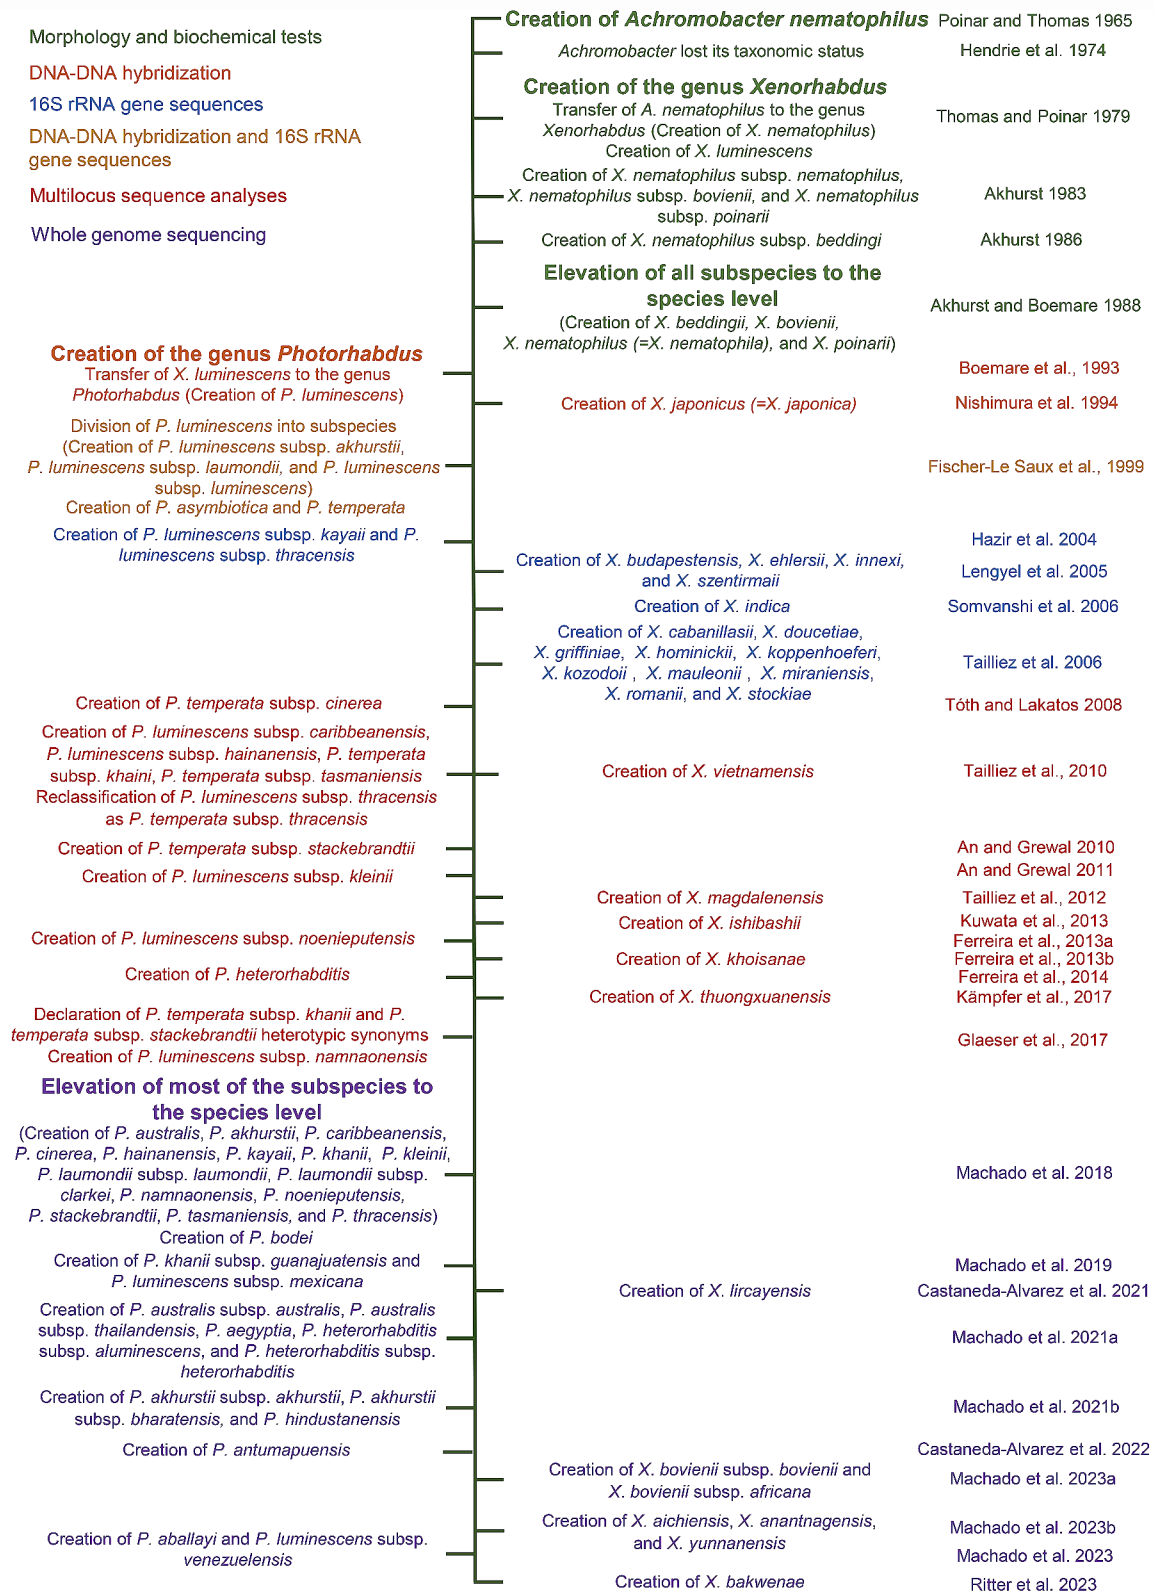 Morphology and biochemical tests
DNA-DNA hybridization
16S rRNA gene sequences
DNA-DNA hybridization and 16S rRNA
gene sequences
Multilocus sequence analyses
Whole genome sequencing
Creation of Achromobacter nematophilus Poinar and Thomas 1965
Achromobacter lost its taxonomic status Hendrie et al. 1974
Creation of the genus Xenorhabdus
Transfer of A. nematophilus to the genus
Xenorhabdus (Creation of X. nematophilus) Thomas and Poinar 1979
Creation of X. luminescens
Creation of X. nematophilus subsp. nematophilus,
X. nematophilus subsp. bovienii, and X. nematophilus Akhurst 1983
subsp. poinarii
Creation of X. nematophilus subsp. beddingi Akhurst 1986
Elevation of all subspecies to the
species level Akhurst and Boemare 1988
(Creation of X. beddingii, X. bovienii,
X. nematophilus (=X. nematophila), and X. poinarii)
Creation of the genus Photorhabdus
Transfer of X. luminescens to the genus Boemare et al., 1993
Photorhabdus (Creation of P. luminescens)
Creation of X. japonicus (=X. japonica) Nishimura et al. 1994
Division of P. luminescens into subspecies
(Creation of P. luminescens subsp. akhurstii,
P. luminescens subsp. laumondii, and P. luminescens Fischer-Le Saux et al., 1999
subsp. luminescens)
Creation of P. asymbiotica and P. temperata
Creation of P. luminescens subsp. kayaii and P. Hazir et al. 2004
luminescens subsp. thracensis
Creation of X. budapestensis, X. ehlersii, X. innexi, Lengyel et al. 2005
and X. szentirmaii
Creation of X. indica Somvanshi et al. 2006
Creation of X. cabanillasii, X. doucetiae,
X. griffiniae, X. hominickii, X. koppenhoeferi, Tailliez et al. 2006
X. kozodoii , X. mauleonii , X. miraniensis,
X. romanii, and X. stockiae
Creation of P. temperata subsp. cinerea Tóth and Lakatos 2008
Creation of P. luminescens subsp. caribbeanensis,
P. luminescens subsp. hainanensis, P. temperata
subsp. khaini, P. temperata subsp. tasmaniensis Creation of X. vietnamensis Tailliez et al., 2010
Reclassification of P. luminescens subsp. thracensis
as P. temperata subsp. thracensis
Creation of P. temperata subsp. stackebrandtii An and Grewal 2010
Creation of P. luminescens subsp. kleinii An and Grewal 2011
Creation of X. magdalenensis Tailliez et al., 2012
Creation of X. ishibashii Kuwata et al., 2013
Creation of P. luminescens subsp. noenieputensis Ferreira et al., 2013a
Creation of X. khoisanae Ferreira et al., 2013b
Creation of P. heterorhabditis Ferreira et al., 2014
Creation of X. thuongxuanensis Kämpfer et al., 2017
Declaration of P. temperata subsp. khanii and P.
temperata subsp. stackebrandtii heterotypic synonyms Glaeser et al., 2017
Creation of P. luminescens subsp. namnaonensis
Elevation of most of the subspecies to
the species level
(Creation of P. australis, P. akhurstii, P. caribbeanensis,
P. cinerea, P. hainanensis, P. kayaii, P. khanii, P. kleinii,
P. laumondii subsp. laumondii, P. laumondii subsp. Machado et al. 2018
clarkei, P. namnaonensis, P. noenieputensis,
P. stackebrandtii, P. tasmaniensis, and P. thracensis)
Creation of P. bodei
Creation of P. khanii subsp. guanajuatensis and Machado et al. 2019
P. luminescens subsp. mexicana
Creation of X. lircayensis Castaneda-Alvarez et al. 2021
Creation of P. australis subsp. australis, P. australis
subsp. thailandensis, P. aegyptia, P. heterorhabditis Machado et al. 2021a
subsp. aluminescens, and P. heterorhabditis subsp.
heterorhabditis
Creation of P. akhurstii subsp. akhurstii, P. akhurstii Machado et al. 2021b
subsp. bharatensis, and P. hindustanensis
Creation of P. antumapuensis Castaneda-Alvarez et al. 2022
Creation of X. bovienii subsp. bovienii and Machado et al. 2023a
X. bovienii subsp. africana
Creation of X. aichiensis, X. anantnagensis, Machado et al. 2023b
and X. yunnanensis
Creation of P. aballayi and P. luminescens subsp. Machado et al. 2023
venezuelensis
Creation of X. bakwenae Ritter et al. 2023